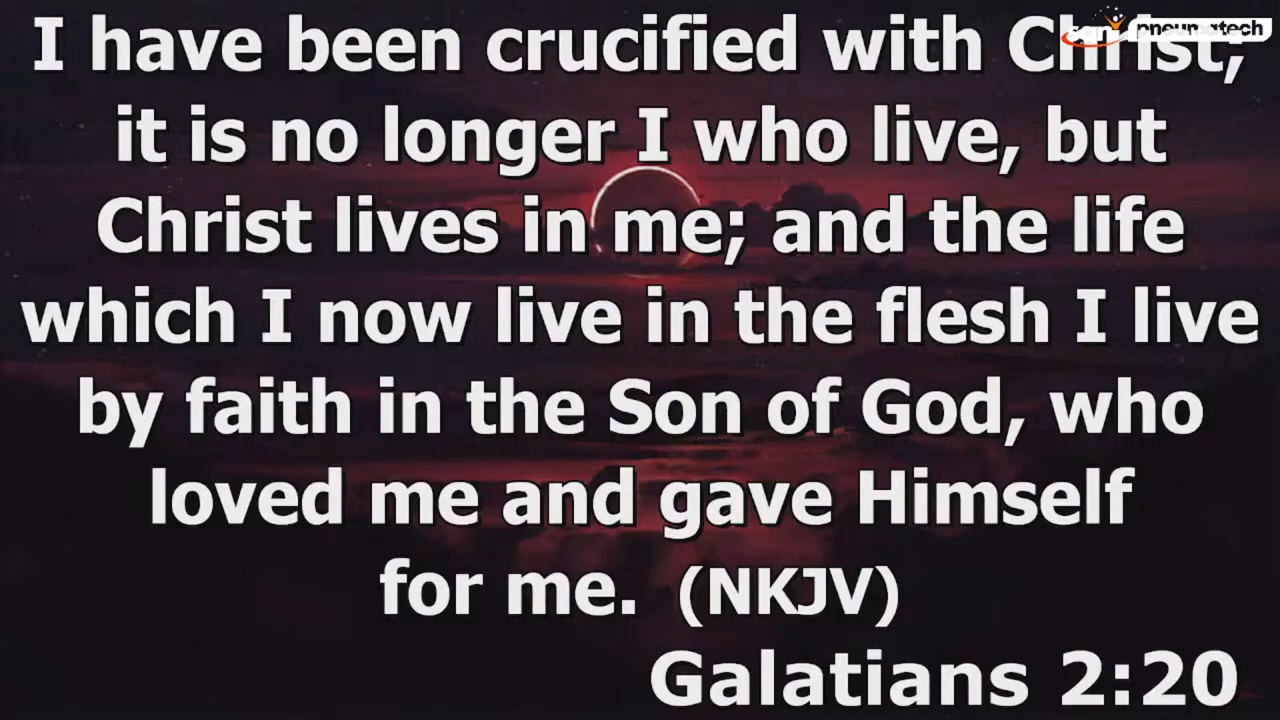 I have been crucified with Christ;
it is no longer I who live, but
Christ lives in me; and the life
which I now live in the flesh I live
by faith in the Son of God, who
loved me and gave Himself
for me. (NKJV)
Galatians 2:20
pneumatech